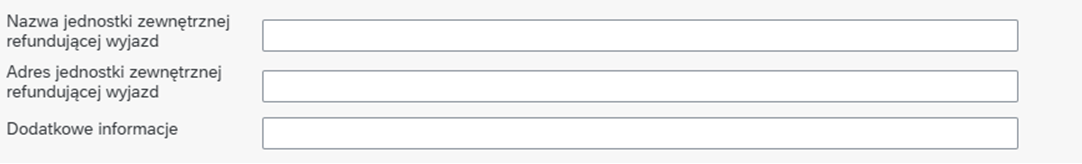 Nazwa jednostki zewnętrznej
refundującej wyjazd
Adres jednostki zewnętrznej
refundującej wyjazd
Dodatkowe informacje